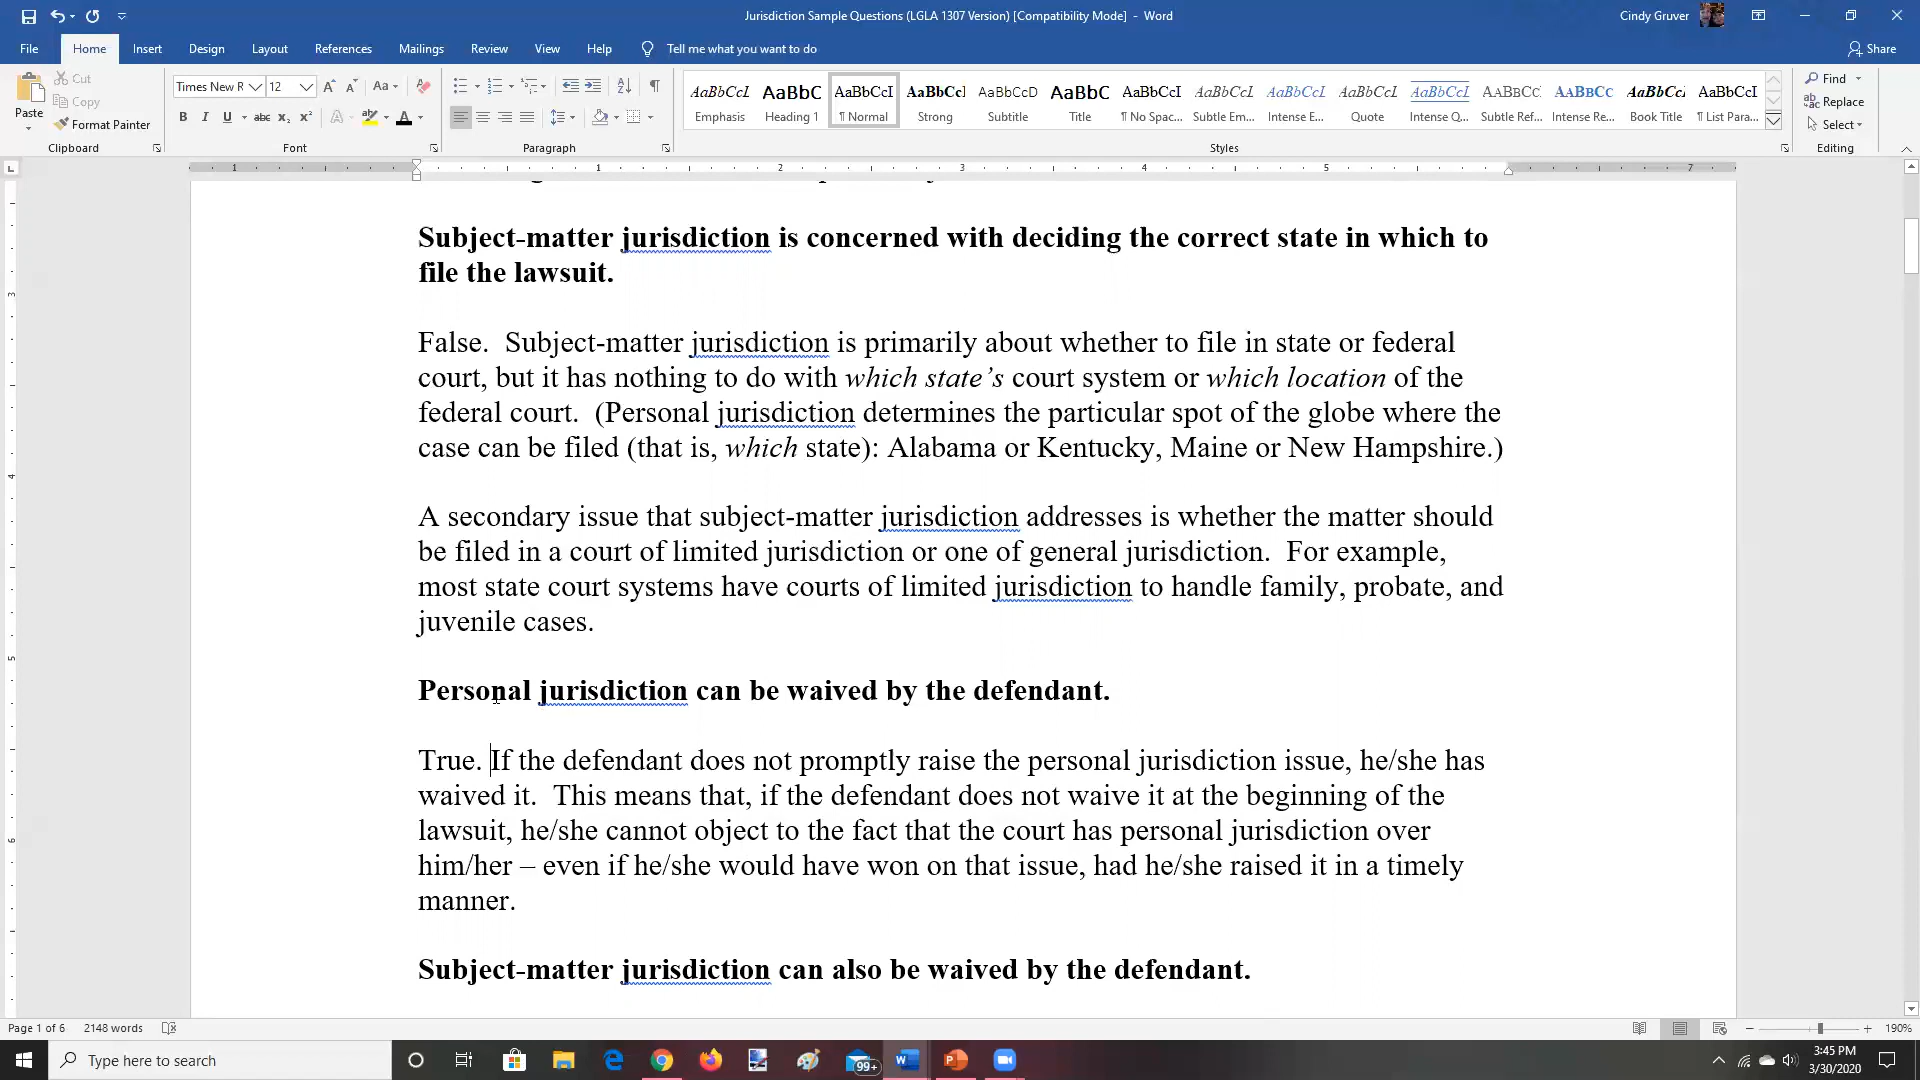 Jurisdiction Sample Questions (LGLA 1307 Version) [Compatibility Mode] - Word
Cindy Gruver
File Home Insert Design Layout References Mailings Review View Help Tell me what you want to do Share
Paste
Cut
Copy
Format Painter
Times New R 12
AaBbCcI AaBbC AaBbCcI AaBbCcI AaBbCcD AaBbC AaBbCcI AaBbCcI AaBbCcI AaBbCcI AaBbCcI AABBCC AABBCC AaBbCcI AaBbCcI
Emphasis Heading 1 ¶ Normal Strong Subtitle Title ¶ No Spac... Subtle Em... Intense E... Quote Intense Q... Subtle Ref... Intense Re... Book Title ¶ List Para...
Find
Replace
Select
Clipboard Font Paragraph Styles Editing
1 1 2 3 4 5 7
Subject-matter jurisdiction is concerned with deciding the correct state in which to
file the lawsuit.
False. Subject-matter jurisdiction is primarily about whether to file in state or federal
court, but it has nothing to do with which state’s court system or which location of the
federal court. (Personal jurisdiction determines the particular spot of the globe where the
case can be filed (that is, which state): Alabama or Kentucky, Maine or New Hampshire.)
A secondary issue that subject-matter jurisdiction addresses is whether the matter should
be filed in a court of limited jurisdiction or one of general jurisdiction. For example,
most state court systems have courts of limited jurisdiction to handle family, probate, and
juvenile cases.
Personal jurisdiction can be waived by the defendant.
True. If the defendant does not promptly raise the personal jurisdiction issue, he/she has
waived it. This means that, if the defendant does not waive it at the beginning of the
lawsuit, he/she cannot object to the fact that the court has personal jurisdiction over
him/her – even if he/she would have won on that issue, had he/she raised it in a timely
manner.
Subject-matter jurisdiction can also be waived by the defendant.
Page 1 of 6 2148 words 190%
Type here to search
99+
3:45 PM
3/30/2020